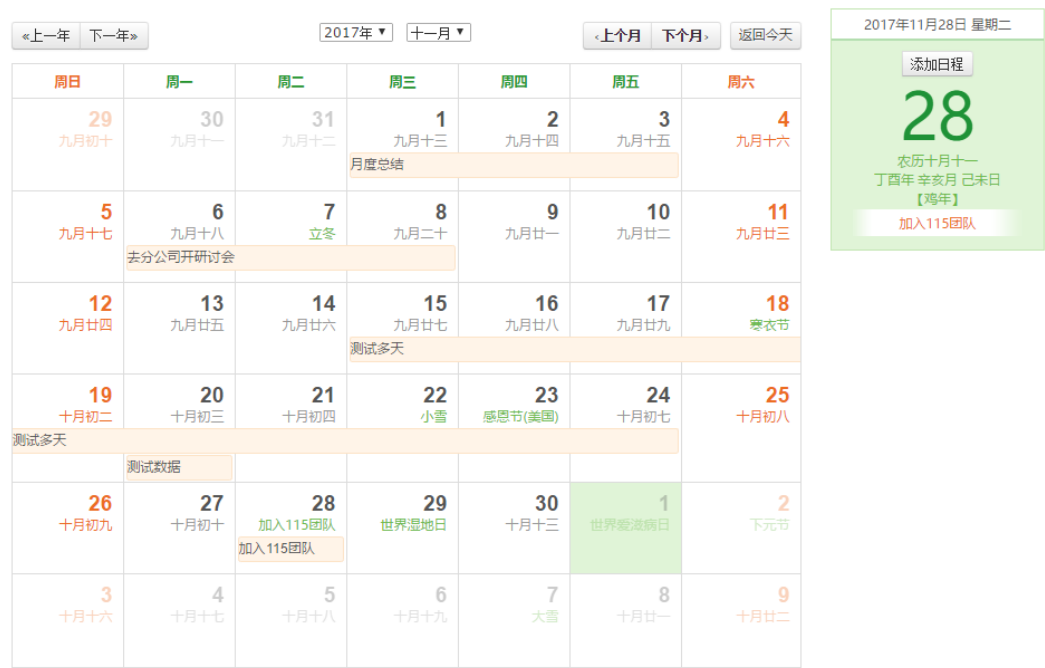 «上一年 下一年» 2017年 十一月 ‹上个月 下个月› 返回今天
周日 周一 周二 周三 周四 周五 周六
29 30 31 1 2 3 4
九月初十 九月十一 九月十二 九月十三 九月十四 九月十五 九月十六
月度总结
5 6 7 8 9 10 11
九月十七 九月十八 立冬 九月二十 九月廿一 九月廿二 九月廿三
去分公司开研讨会
12 13 14 15 16 17 18
九月廿四 九月廿五 九月廿六 九月廿七 九月廿八 九月廿九 寒衣节
测试多天
19 20 21 22 23 24 25
十月初二 十月初三 十月初四 小雪 感恩节(美国) 十月初七 十月初八
测试多天
测试数据
26 27 28 29 30 1 2
十月初九 十月初十 加入115团队 世界湿地日 十月十三 世界爱滋病日 下元节
加入115团队
3 4 5 6 7 8 9
十月十六 十月十七 十月十八 十月十九 大雪 十月廿一 十月廿二
2017年11月28日 星期二
添加日程
28
农历十月十一
丁酉年 辛亥月 己未日
【鸡年】
加入115团队